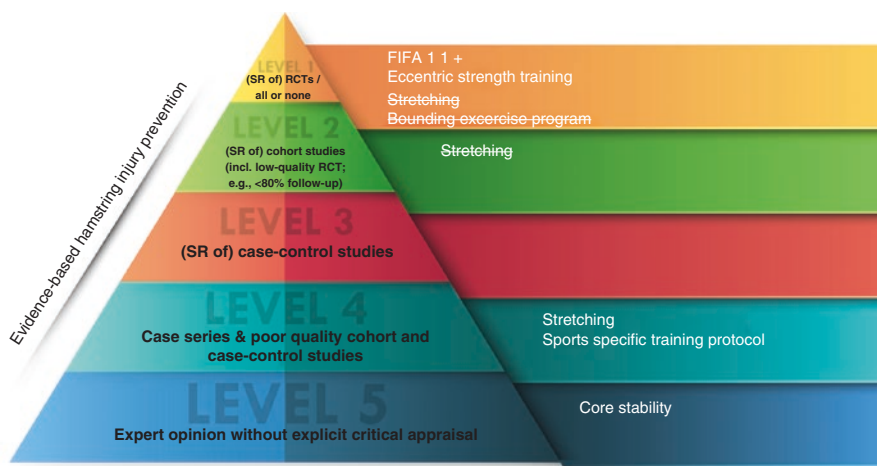 Evidence-based hamstring injury prevention
LEVEL 1
(SR of) RCTs /
all or none
FIFA 1 1 +
Eccentric strength training
Stretching
Bounding excercise program
LEVEL 2
(SR of) cohort studies
(incl. low-quality RCT;
e.g., <80% follow-up)
Stretching
LEVEL 3
(SR of) case-control studies
LEVEL 4
Case series & poor quality cohort and
case-control studies
Stretching
Sports specific training protocol
LEVEL 5
Expert opinion without explicit critical appraisal
Core stability